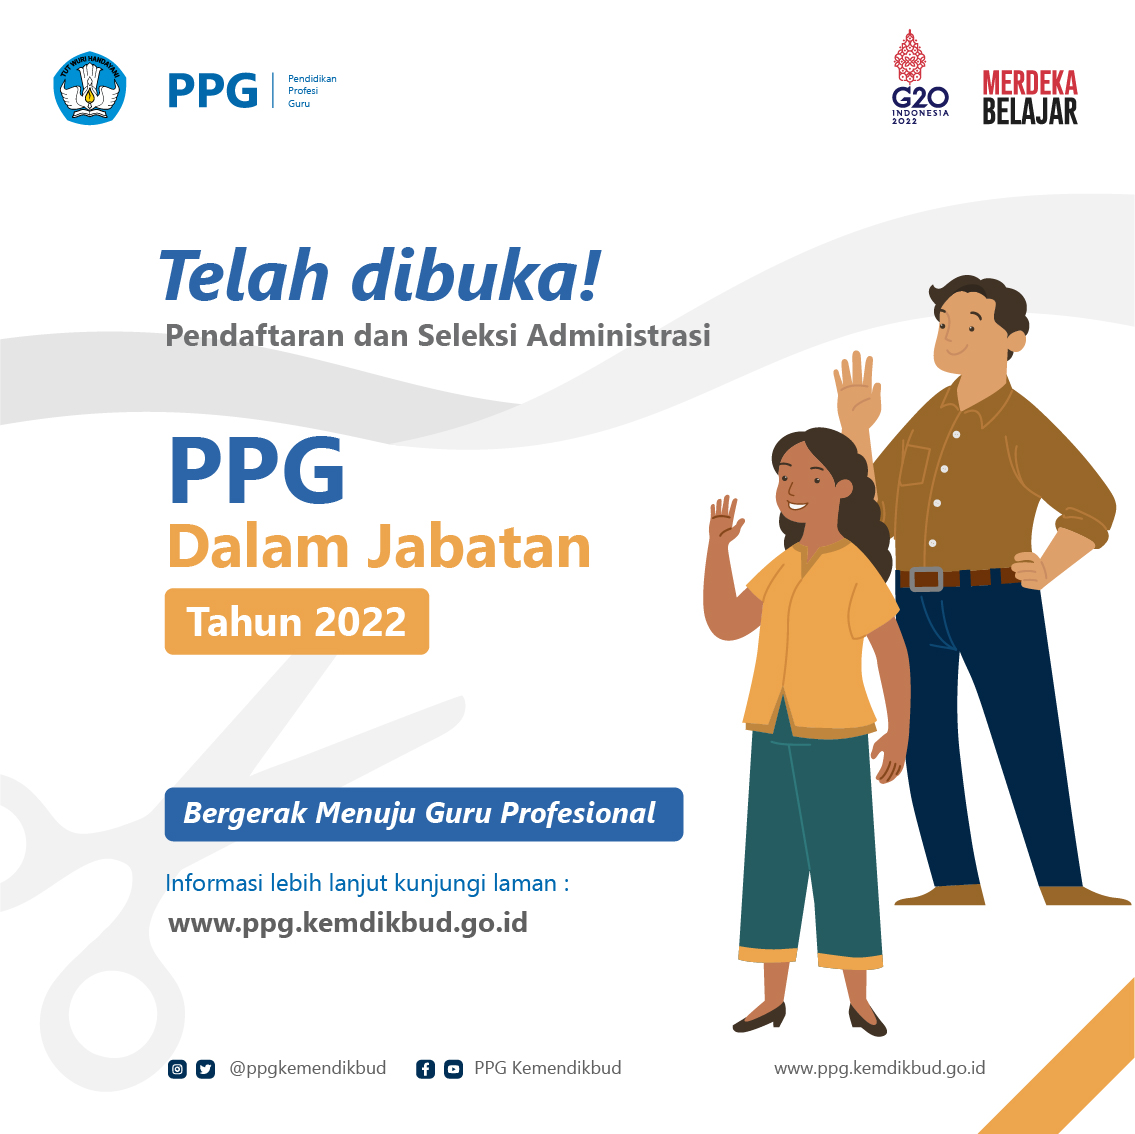 TUT WURI HANDAYANI
PPG
Pendidikan
Profesi
Guru
G20
INDONESIA
2022
MERDEKA
BELAJAR
Telah dibuka!
Pendaftaran dan Seleksi Administrasi
PPG
Dalam Jabatan
Tahun 2022
Bergerak Menuju Guru Profesional
Informasi lebih lanjut kunjungi laman :
www.ppg.kemdikbud.go.id
@ppgkemendikbud
PPG Kemendikbud
www.ppg.kemdikbud.go.id